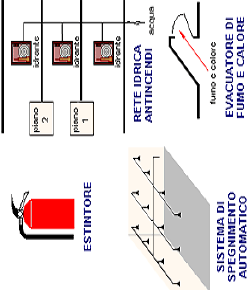 acqua
idrante
idrante
idrante
piano
2
piano
1
RETE IDRICA
ANTINCENDI
fumo e calore
EVACUATORE DI
FUMO E CALORE
ESTINTORE
SISTEMA DI
SPEGNIMENTO
AUTOMATICO